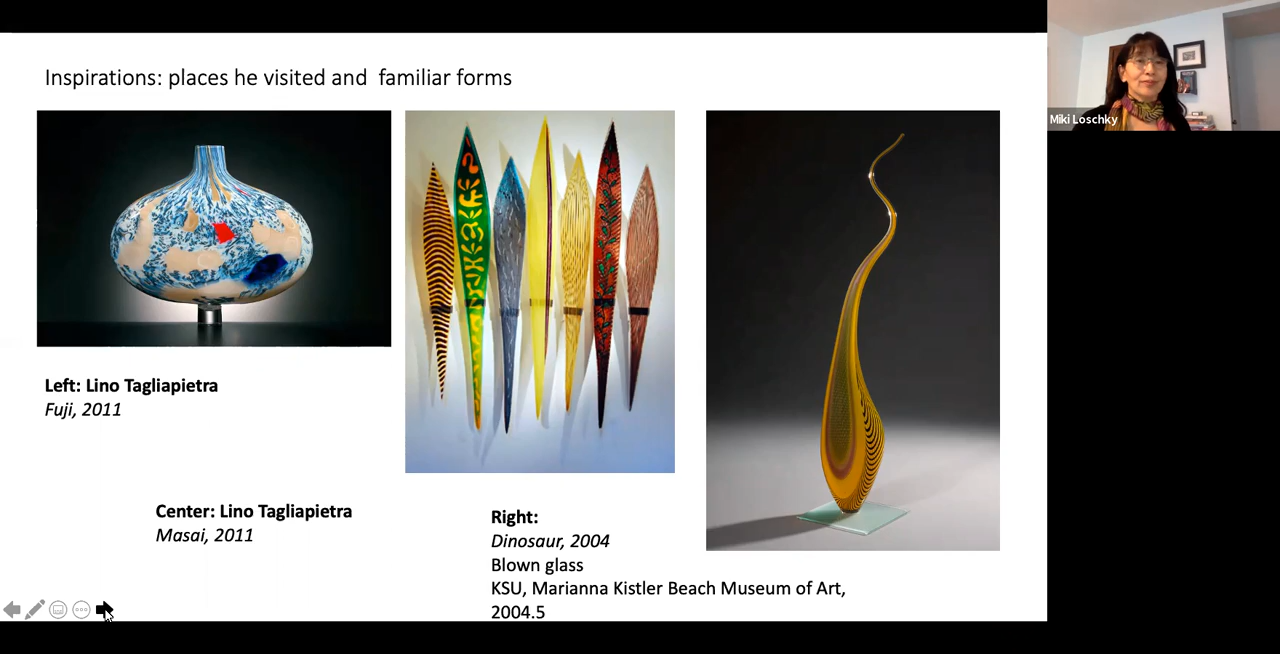 Inspirations: places he visited and familiar forms
Miki Loschky
Left: Lino Tagliapietra
Fuji, 2011
Center: Lino Tagliapietra
Masai, 2011
Right:
Dinosaur, 2004
Blown glass
KSU, Marianna Kistler Beach Museum of Art,
2004.5